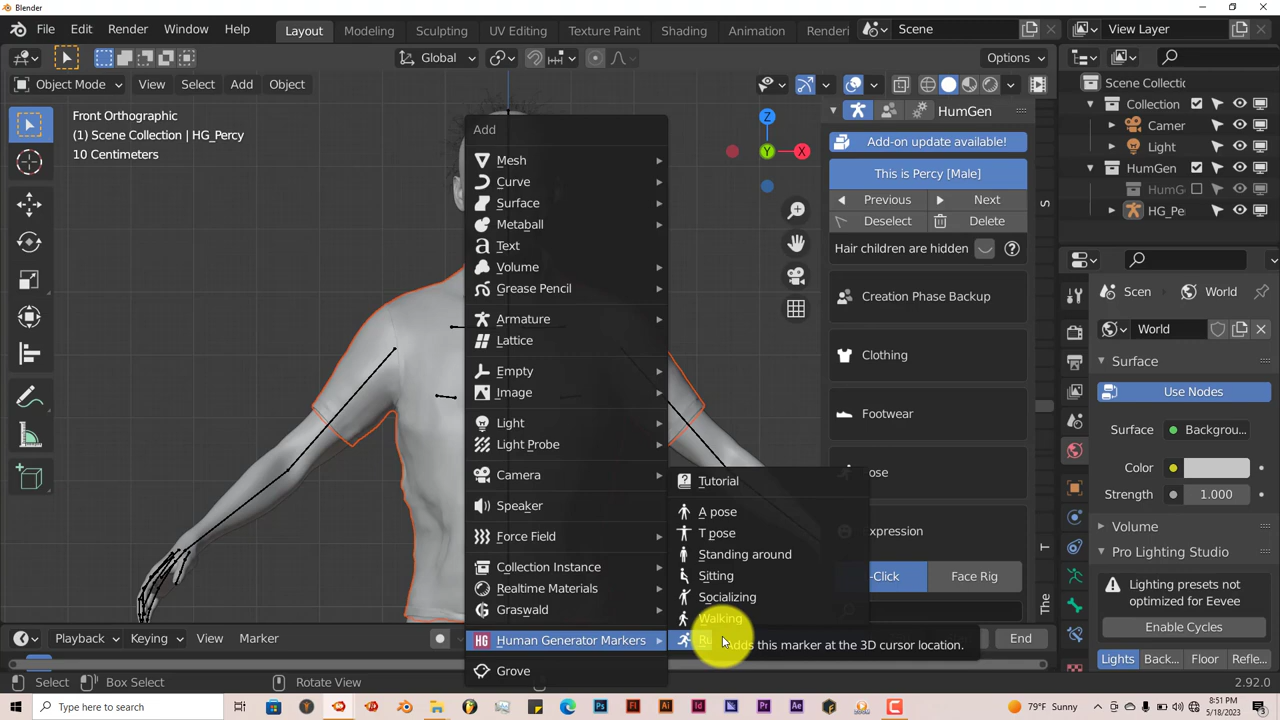 Blender
File Edit Render Window Help
Layout Modeling Sculpting UV Editing Texture Paint Shading Animation Renderi
Scene
View Layer
Global
Options
Object Mode View Select Add Object
Front Orthographic
(1) Scene Collection | HG_Percy
10 Centimeters
Z
Y
X
Add
Mesh
Curve
Surface
Metaball
Text
Volume
Grease Pencil
Armature
Lattice
Empty
Image
Light
Light Probe
Camera
Speaker
Force Field
Collection Instance
Realtime Materials
Graswald
HG Human Generator Markers
Grove
Tutorial
A pose
T pose
Standing around
Sitting
Socializing
Walking
Ru
Adds this marker at the 3D cursor location.
HumGen
Add-on update available!
This is Percy [Male]
Previous Next
Deselect Delete
Hair children are hidden
Creation Phase Backup
Clothing
Footwear
ose
xpression
-Click Face Rig
S
T
The
Scene Collectio
Collection
Camer
Light
HumGen
HumG
HG_Pe
Scen World
World
Surface
Use Nodes
Surface: Backgrou...
Color
Strength 1.000
Volume
Pro Lighting Studio
Lighting presets not
optimized for Eevee
Enable Cycles
Lights Back... Floor Refle...
Playback Keying View Marker
End
Select Box Select Rotate View
2.92.0
Type here to search
79°F Sunny
8:51 PM
5/18/2023